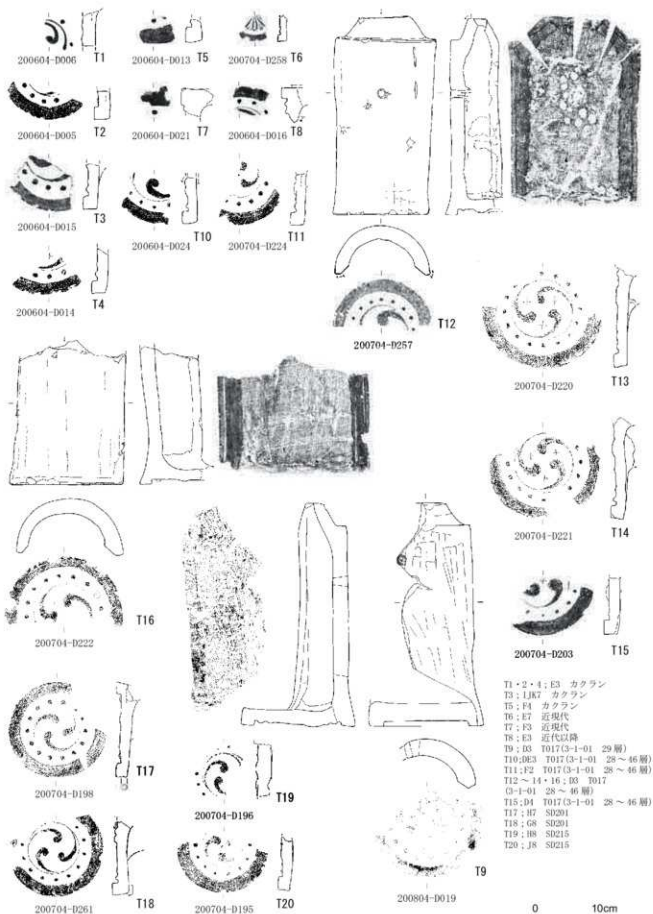 200604-D006 T1
200604-D013 T5
200704-D258 T6
200604-D005 T2
200604-D021 T7
200604-D016 T8
200604-D015 T3
200604-D024 T10
200704-D224 T11
200604-D014 T4
200704-D257 T12
200704-D220 T13
200704-D221 T14
200704-D222 T16
200704-D203 T15
200704-D198 T17
200704-D196 T19
200704-D261 T18
200704-D195 T20
200804-D019 T9
T1・2・4;E3 カクラン
T3;IJK7 カクラン
T5;F4 カクラン
T6;E7 近現代
T7;F3 近現代
T8;E3 近代以降
T9;D3 T017(3-1-01 29層)
T10;DE3 T017(3-1-01 28～46層)
T11;F2 T017(3-1-01 28～46層)
T12～14・16;D3 T017
(3-1-01 28～46層)
T15;D4 T017(3-1-01 28～46層)
T17;H7 SD201
T18;G8 SD201
T19;H8 SD215
T20;J8 SD215
0 10cm